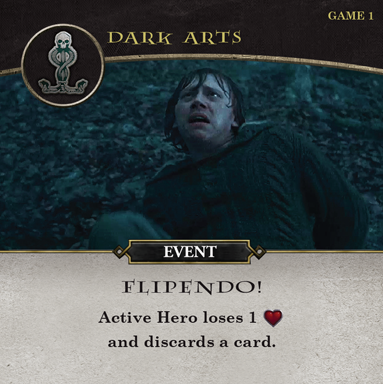 GAME 1
DARK ARTS
EVENT
FLIPENDO!
Active Hero loses 1
and discards a card.